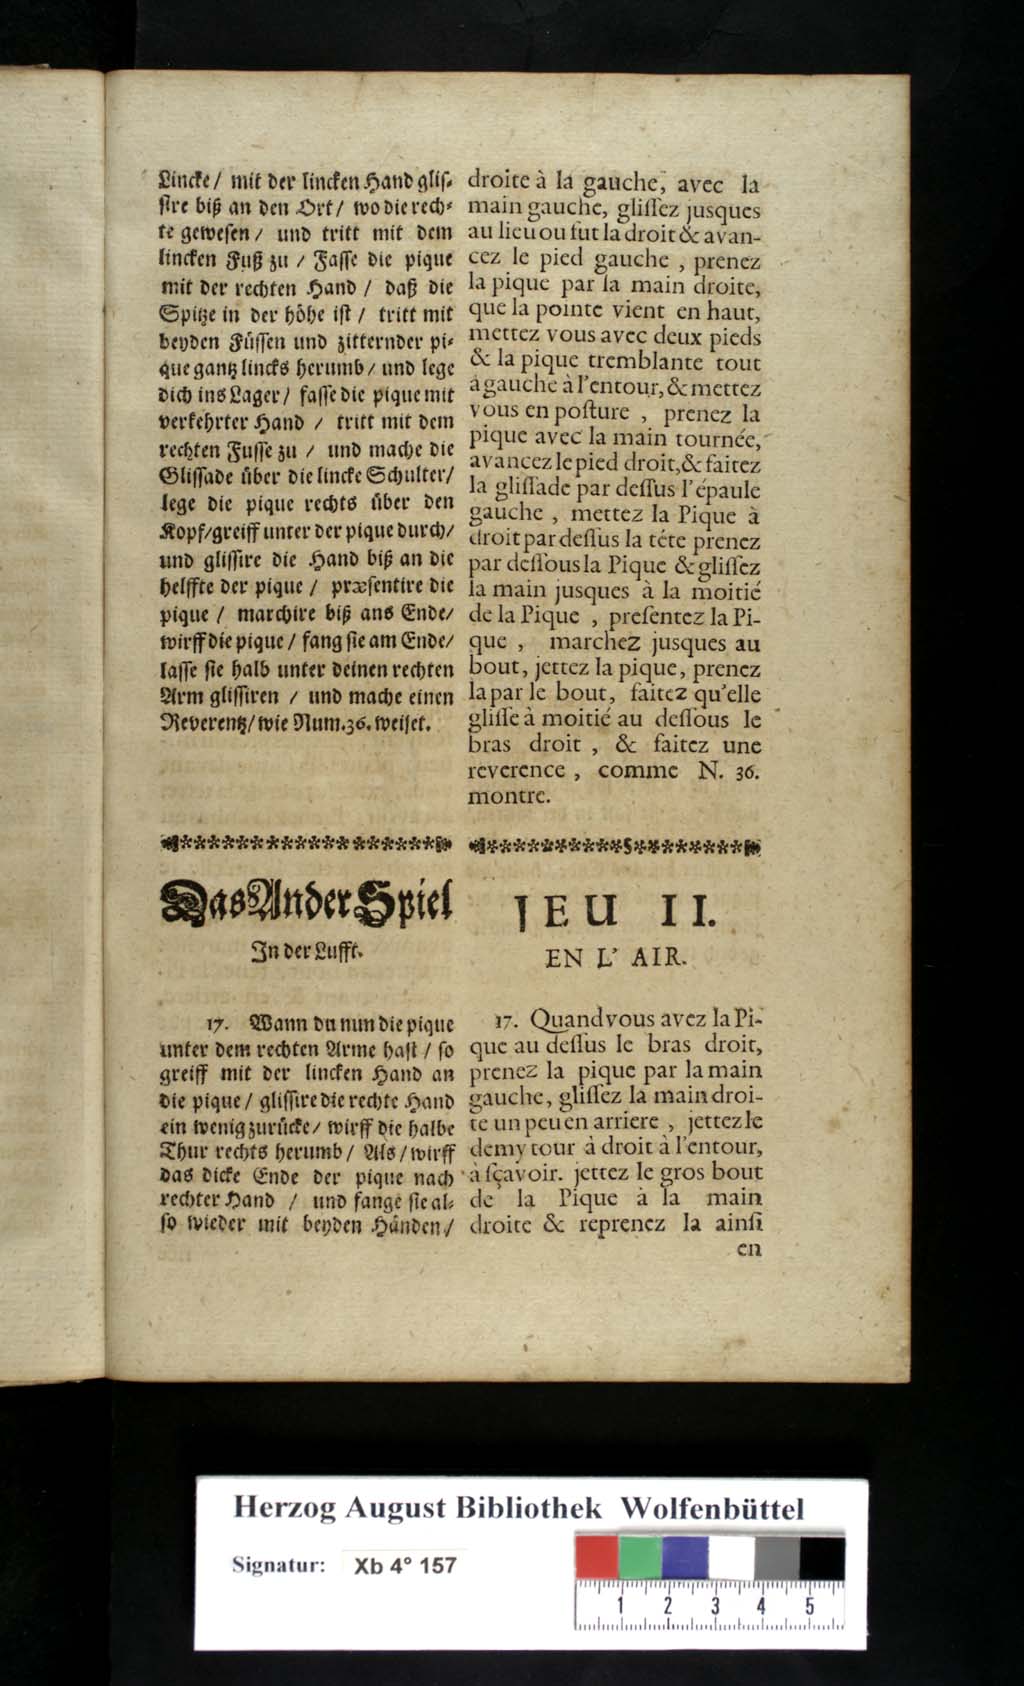 Lincke/ mit der lincken Hand glis-
sire biß an den Ort/ wo die rech-
te gewesen/ und tritt mit dem
lincken Fuß zu / Fasse die pique
mit der rechten Hand / daß die
Spitze in der höhe ist / tritt mit
beyden Füssen und zitternder pi-
que gantz lincks herumb/ und lege
dich ins Lager/ fasse die pique mit
verkehrter Hand / tritt mit dem
rechten Fusse zu / und mache die
Glissade über die lincke Schulter/
lege die pique rechts über den
Kopf/greiff unter der pique durch/
und glissire die Hand biß an die
helffte der pique / præsentire die
pique / marchire biß ans Ende/
wirff die pique / fang sie am Ende/
lasse sie halb unter deinen rechten
Arm glissiren / und mache einen
Reverentz/ wie Num.36. weiset.
Das Ander Spiel
In der Lufft.
17. Wann du nun die pique
unter dem rechten Arme hast / so
greiff mit der lincken Hand an
die pique / glissire die rechte Hand
ein wenig zurücke/ wirff die halbe
Thur rechts herumb/ Als/ wirff
das dicke Ende der pique nach
rechter Hand / und fange sie al-
so wieder mit beyden Händen/
droite à la gauche, avec la
main gauche, glissez jusques
au lieu ou fut la droit & avan-
cez le pied gauche , prenez
la pique par la main droite,
que la pointe vient en haut,
mettez vous avec deux pieds
& la pique tremblante tout
à gauche à l'entour, & mettez
vous en posture , prenez la
pique avec la main tournée,
avancez le pied droit, & faitez
la glissade par dessus l'épaule
gauche , mettez la Pique à
droit par dessus la téte prenez
par dessous la Pique & glissez
la main jusques à la moitié
de la Pique , presentez la Pi-
que , marchez jusques au
bout, jettez la pique, prenez
la par le bout, faitez qu'elle
glisse à moitié au dessous le
bras droit , & faitez une
reverence , comme N. 36.
montre.
JEU II.
EN L' AIR.
17. Quand vous avez la Pi-
que au dessus le bras droit,
prenez la pique par la main
gauche, glissez la main droi-
te un peu en arriere , jettez le
demy tour à droit à l'entour,
à sçavoir. jettez le gros bout
de la Pique à la main
droite & reprenez la ainsi
en
Herzog August Bibliothek Wolfenbüttel
Signatur: Xb 4° 157
1 2 3 4 5